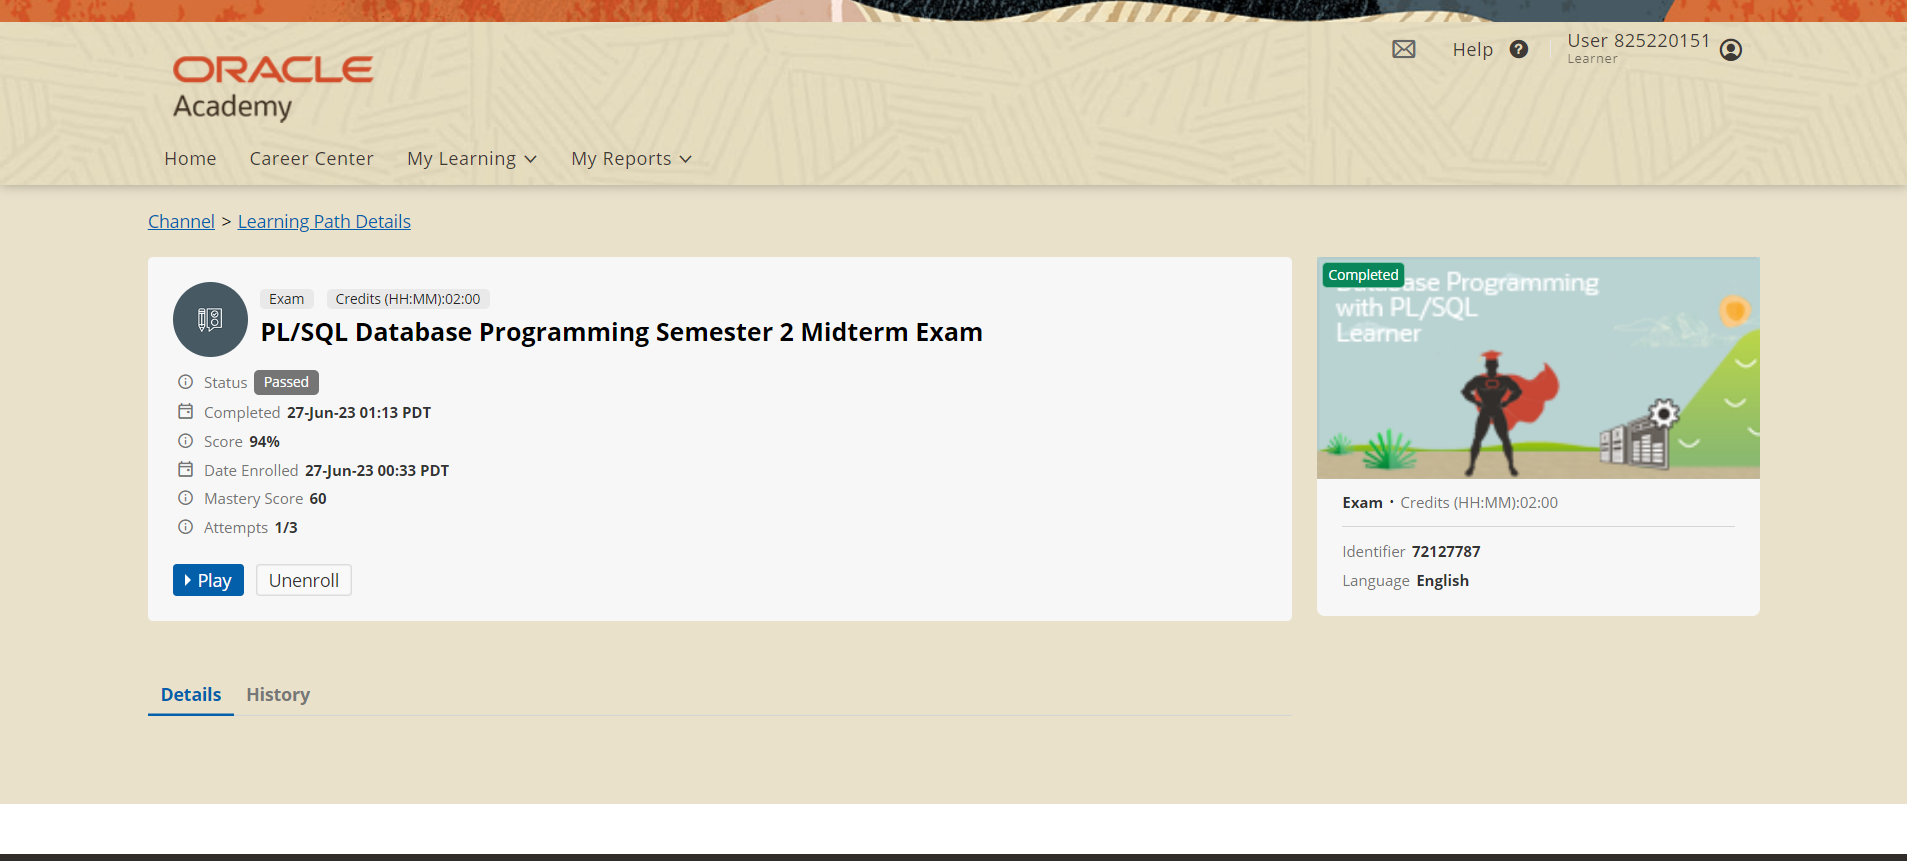 ORACLE
Academy
Help
User 825220151
Learner
Home
Career Center
My Learning
My Reports
Channel > Learning Path Details
Exam
Credits (HH:MM):02:00
PL/SQL Database Programming Semester 2 Midterm Exam
Status Passed
Completed 27-Jun-23 01:13 PDT
Score 94%
Date Enrolled 27-Jun-23 00:33 PDT
Mastery Score 60
Attempts 1/3
Play
Unenroll
Completed
Database Programming
with PL/SQL
Learner
Exam • Credits (HH:MM):02:00
Identifier 72127787
Language English
Details
History